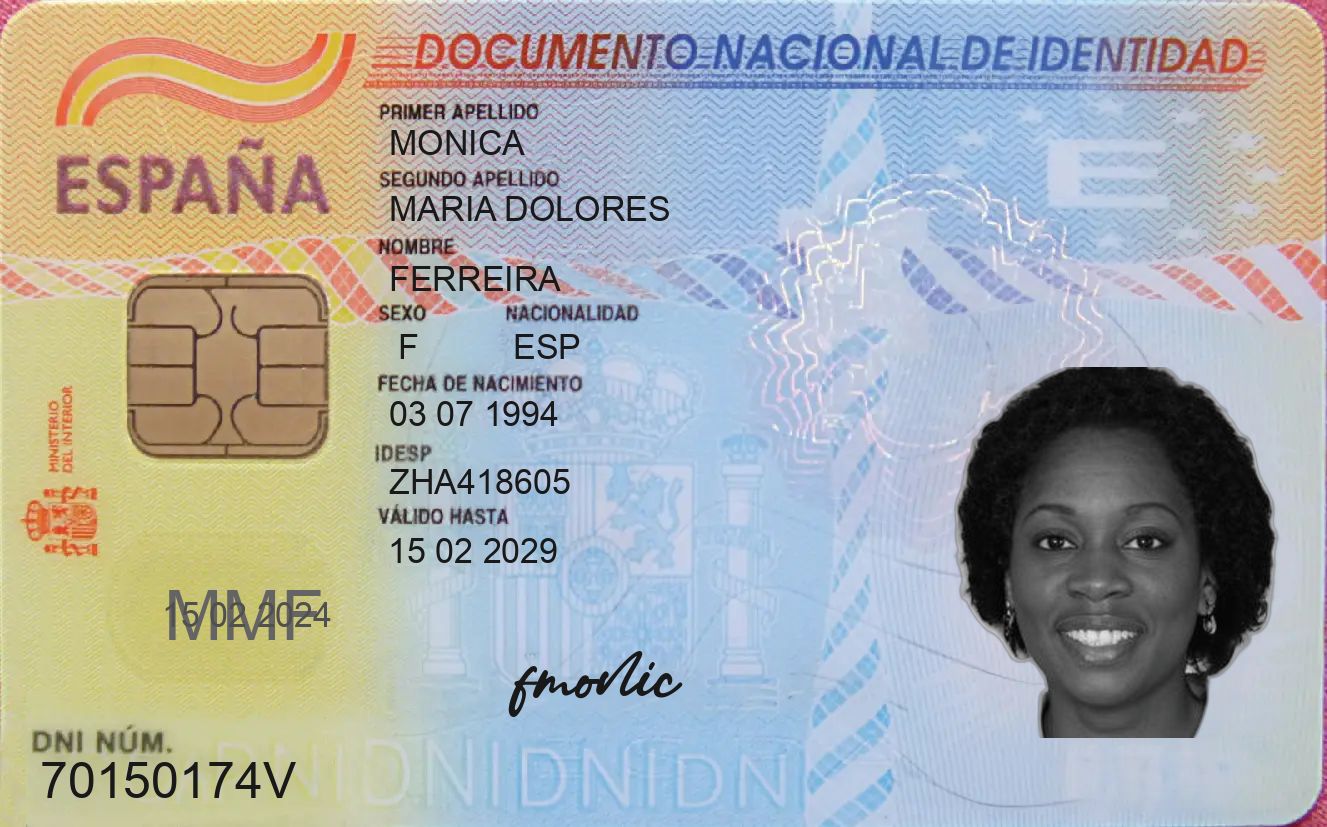 DOCUMENTO NACIONAL DE IDENTIDAD
ESPAÑA
E
PRIMER APELLIDO
MONICA
SEGUNDO APELLIDO
MARIA DOLORES
NOMBRE
FERREIRA
SEXO NACIONALIDAD
F ESP
FECHA DE NACIMIENTO
03 07 1994
IDESP
ZHA418605
VÁLIDO HASTA
15 02 2029
MINISTERIO
DEL INTERIOR
MMF
15 02 2024
fmonic
DNI NÚM.
70150174V
DNIDNIDNIDNI